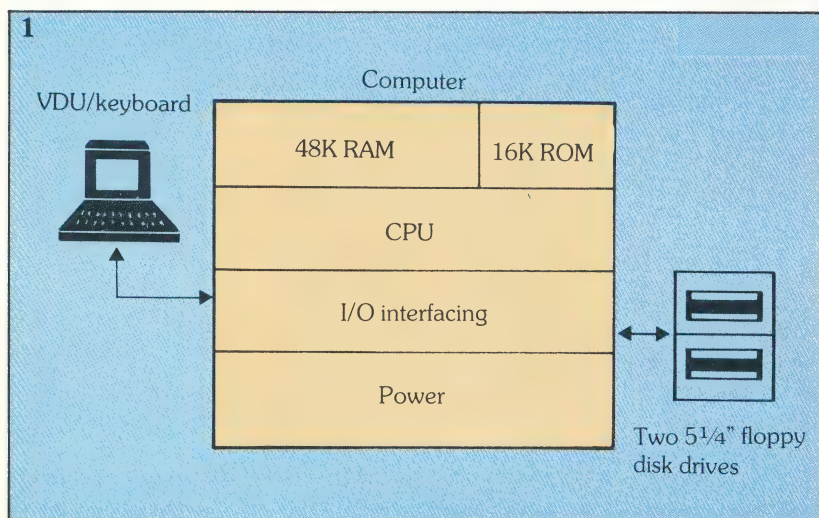 1
Computer
VDU/keyboard
48K RAM
16K ROM
CPU
I/O interfacing
Power
Two 5¼" floppy
disk drives